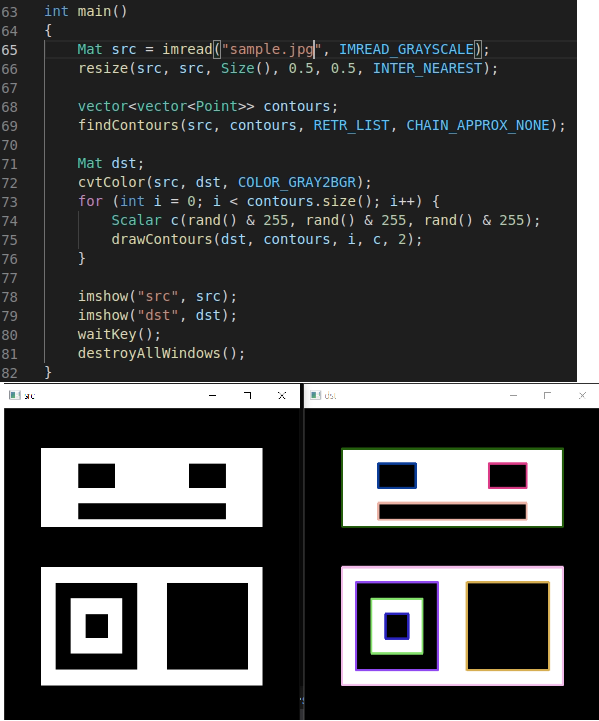 63 int main()
64 {
65 Mat src = imread("sample.jpg", IMREAD_GRAYSCALE);
66 resize(src, src, Size(), 0.5, 0.5, INTER_NEAREST);
67
68 vector<vector<Point>> contours;
69 findContours(src, contours, RETR_LIST, CHAIN_APPROX_NONE);
70
71 Mat dst;
72 cvtColor(src, dst, COLOR_GRAY2BGR);
73 for (int i = 0; i < contours.size(); i++) {
74 Scalar c(rand() & 255, rand() & 255, rand() & 255);
75 drawContours(dst, contours, i, c, 2);
76 }
77
78 imshow("src", src);
79 imshow("dst", dst);
80 waitKey();
81 destroyAllWindows();
82 }
src
dst